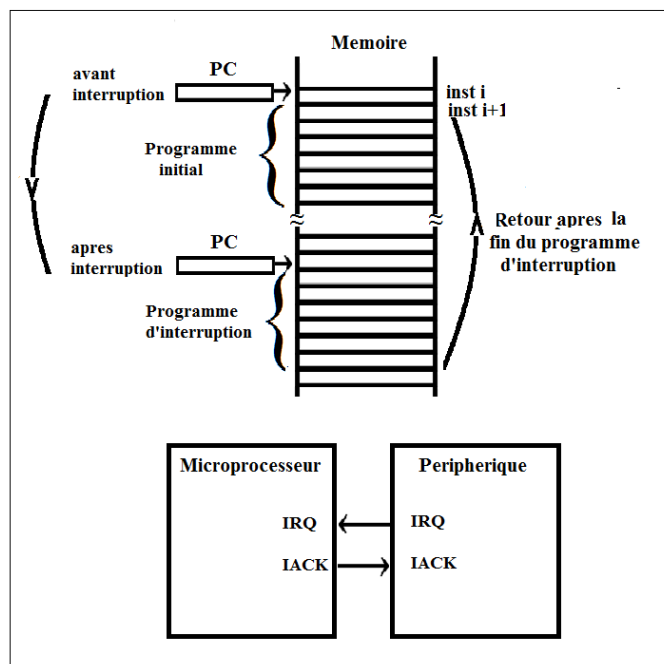 Memoire
avant
interruption
PC
inst i
inst i+1
Programme
initial
Retour apres la
fin du programme
d'interruption
apres
interruption
PC
Programme
d'interruption
Microprocesseur
Peripherique
IRQ
IRQ
IACK
IACK